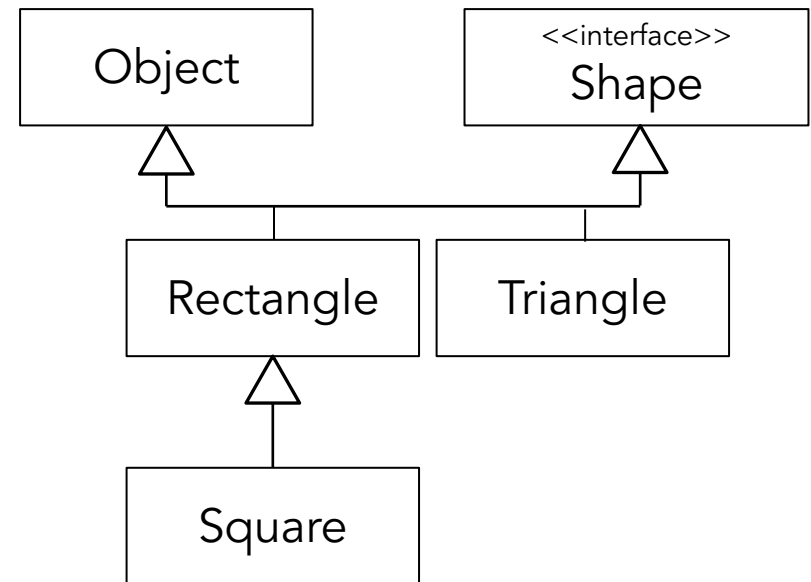 Object
<<interface>>
Shape
Rectangle
Triangle
Square